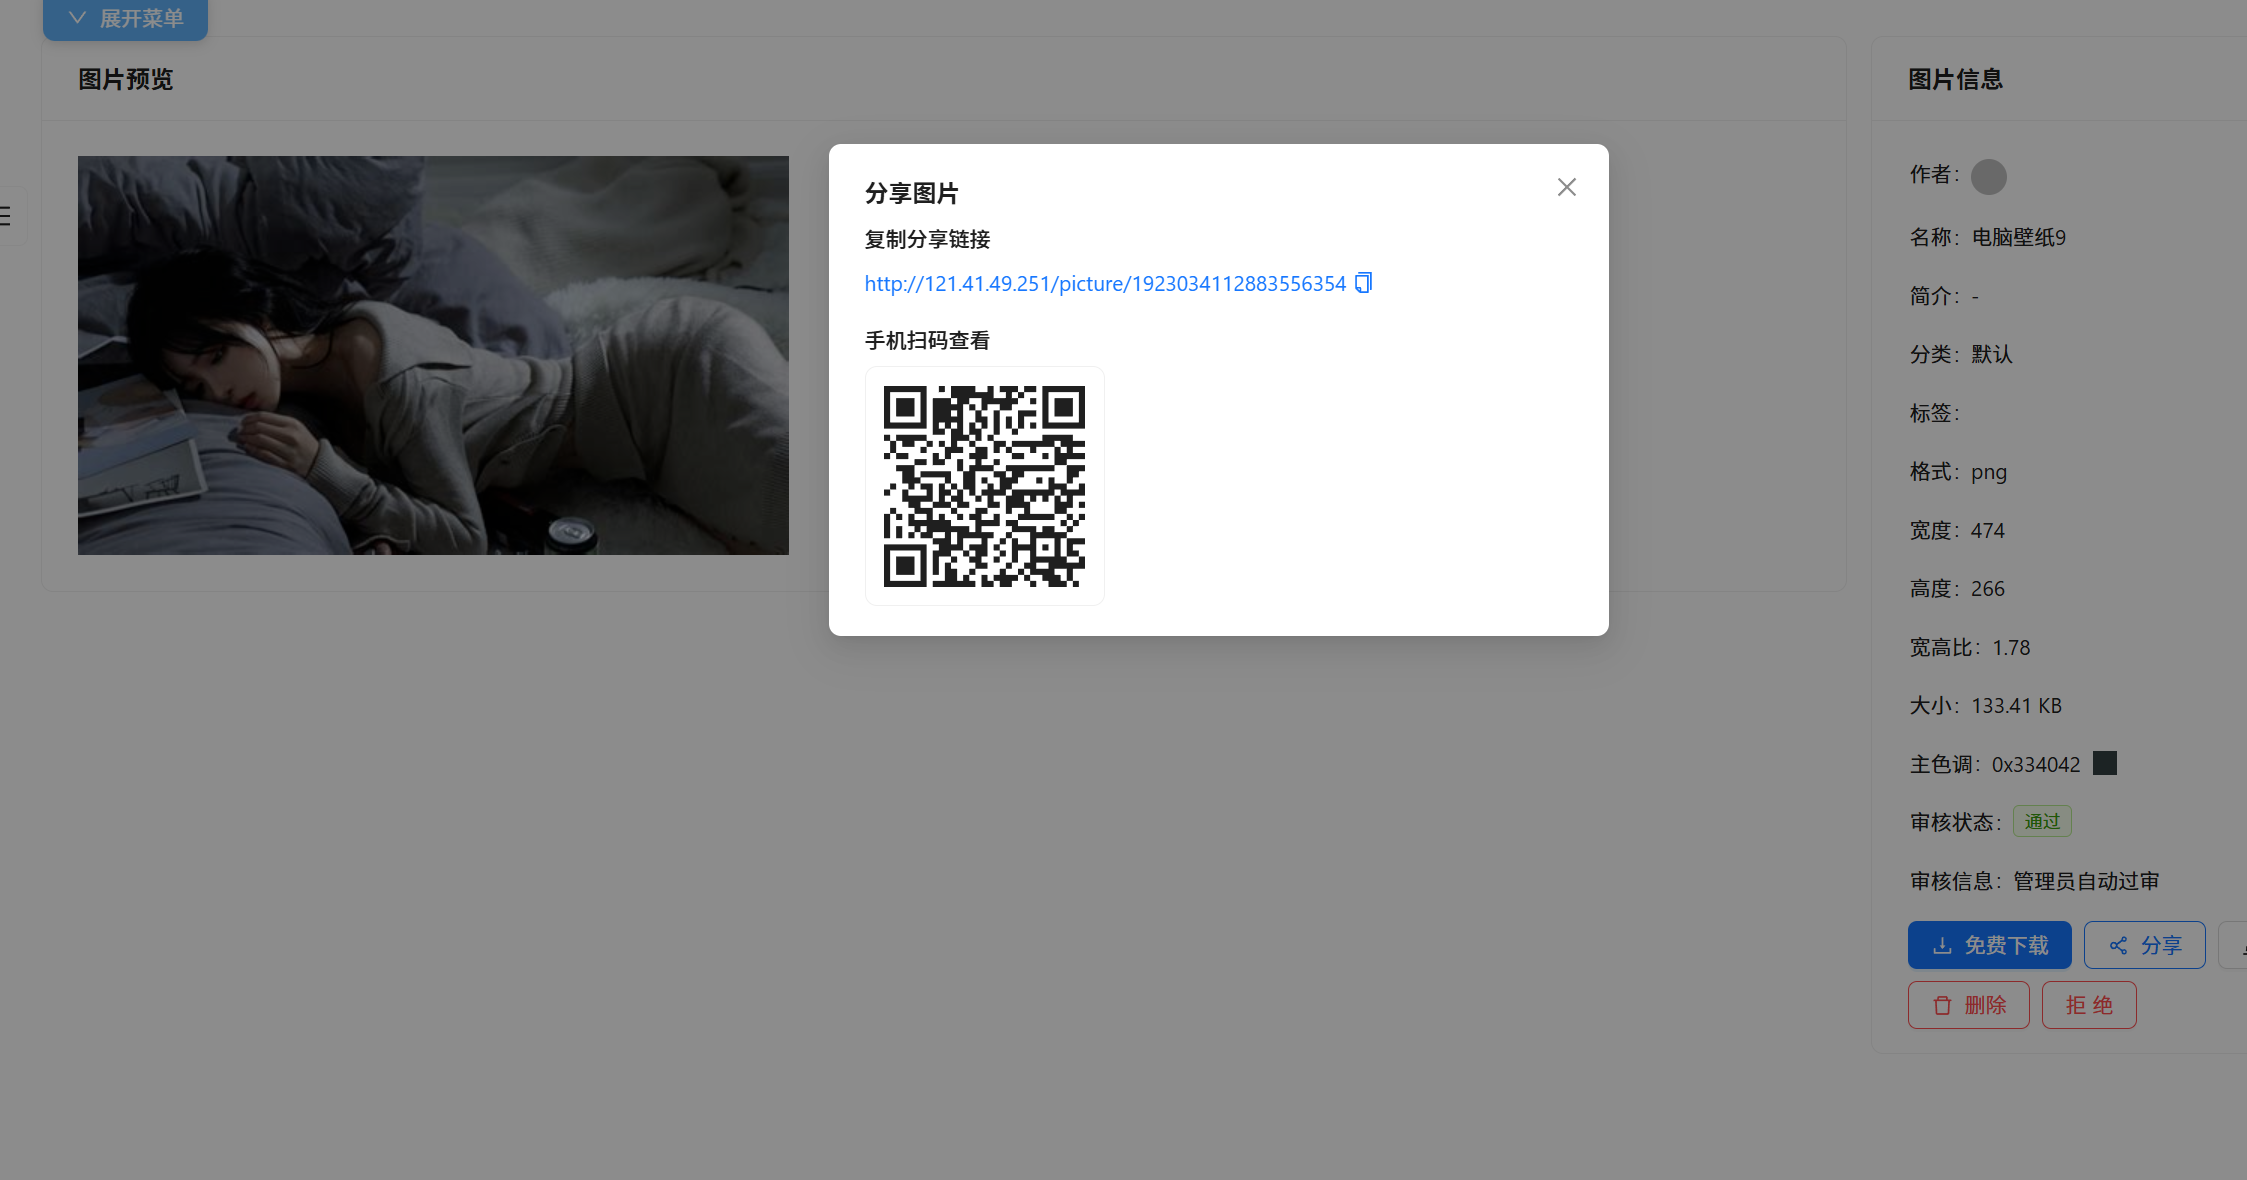 展开菜单
图片预览
分享图片
复制分享链接
http://121.41.49.251/picture/1923034112883556354
手机扫码查看
图片信息
作者：
名称：电脑壁纸9
简介：-
分类：默认
标签：
格式：png
宽度：474
高度：266
宽高比：1.78
大小：133.41 KB
主色调：0x334042
审核状态：通过
审核信息：管理员自动过审
免费下载 分享
删除 拒 绝